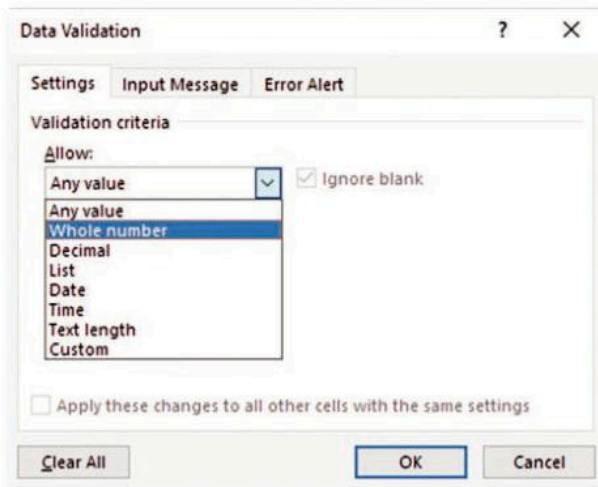 Data Validation ? ×
Settings Input Message Error Alert
Validation criteria
Allow:
Any value Ignore blank
Any value
Whole number
Decimal
List
Date
Time
Text length
Custom
Apply these changes to all other cells with the same settings
Clear All OK Cancel